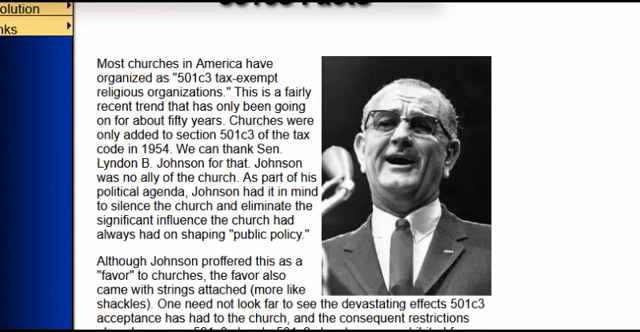 olution
nks
501c3 Facts
Most churches in America have
organized as "501c3 tax-exempt
religious organizations." This is a fairly
recent trend that has only been going
on for about fifty years. Churches were
only added to section 501c3 of the tax
code in 1954. We can thank Sen.
Lyndon B. Johnson for that. Johnson
was no ally of the church. As part of his
political agenda, Johnson had it in mind
to silence the church and eliminate the
significant influence the church had
always had on shaping "public policy."
Although Johnson proffered this as a
"favor" to churches, the favor also
came with strings attached (more like
shackles). One need not look far to see the devastating effects 501c3
acceptance has had to the church, and the consequent restrictions